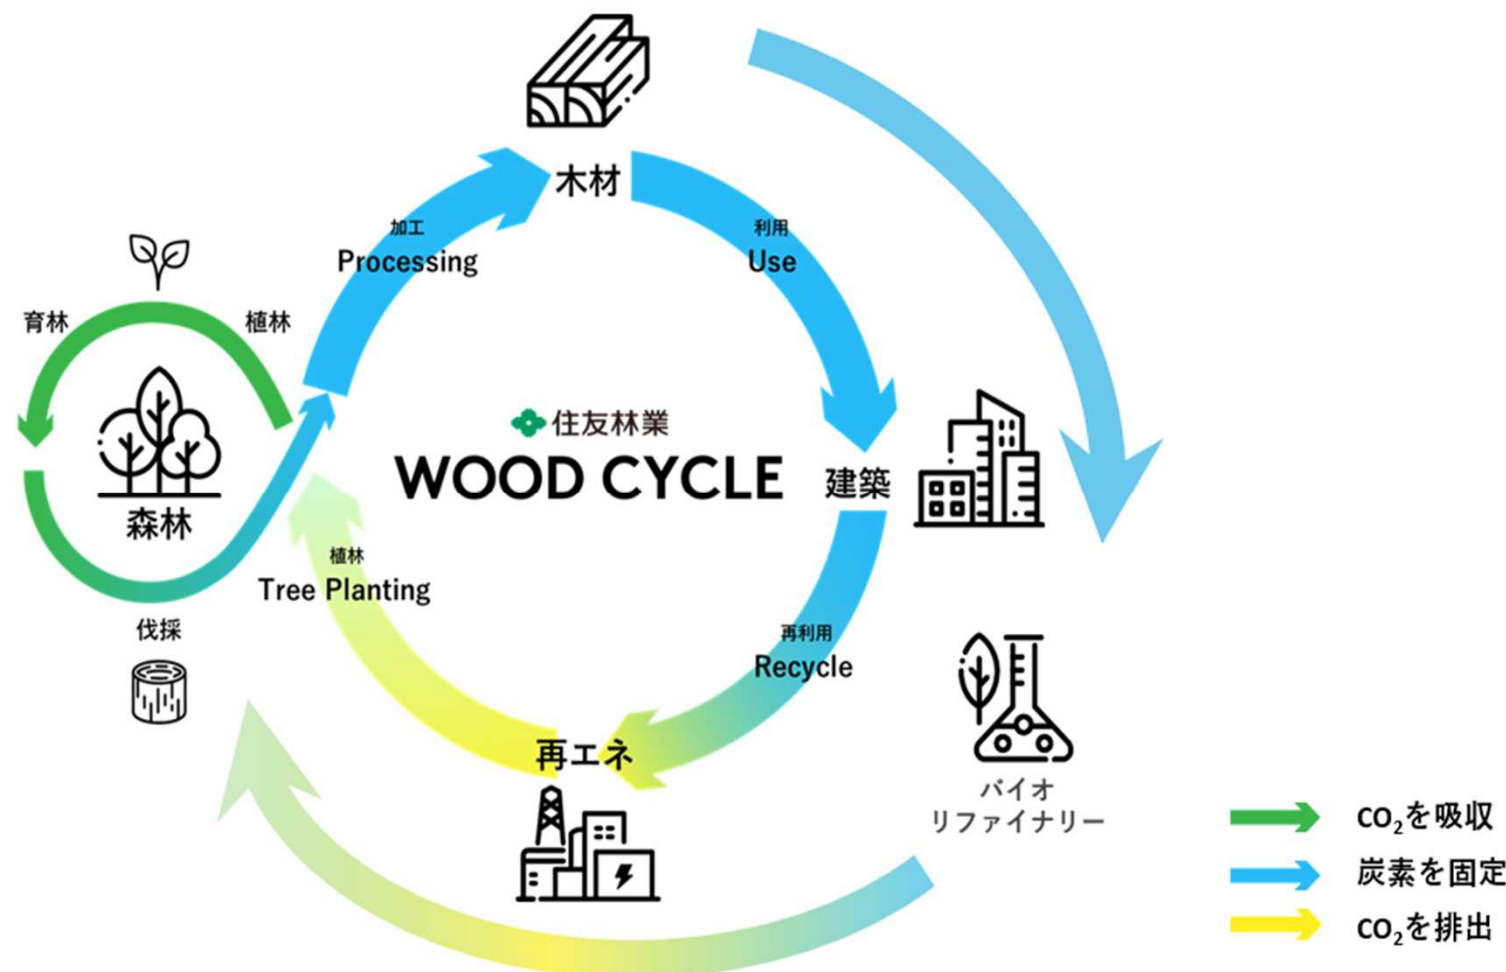 木材
加工
Processing
利用
Use
育林
植林
森林
伐採
住友林業
WOOD CYCLE
建築
植林
Tree Planting
再利用
Recycle
再エネ
バイオ
リファイナリー
CO₂を吸収
炭素を固定
CO₂を排出